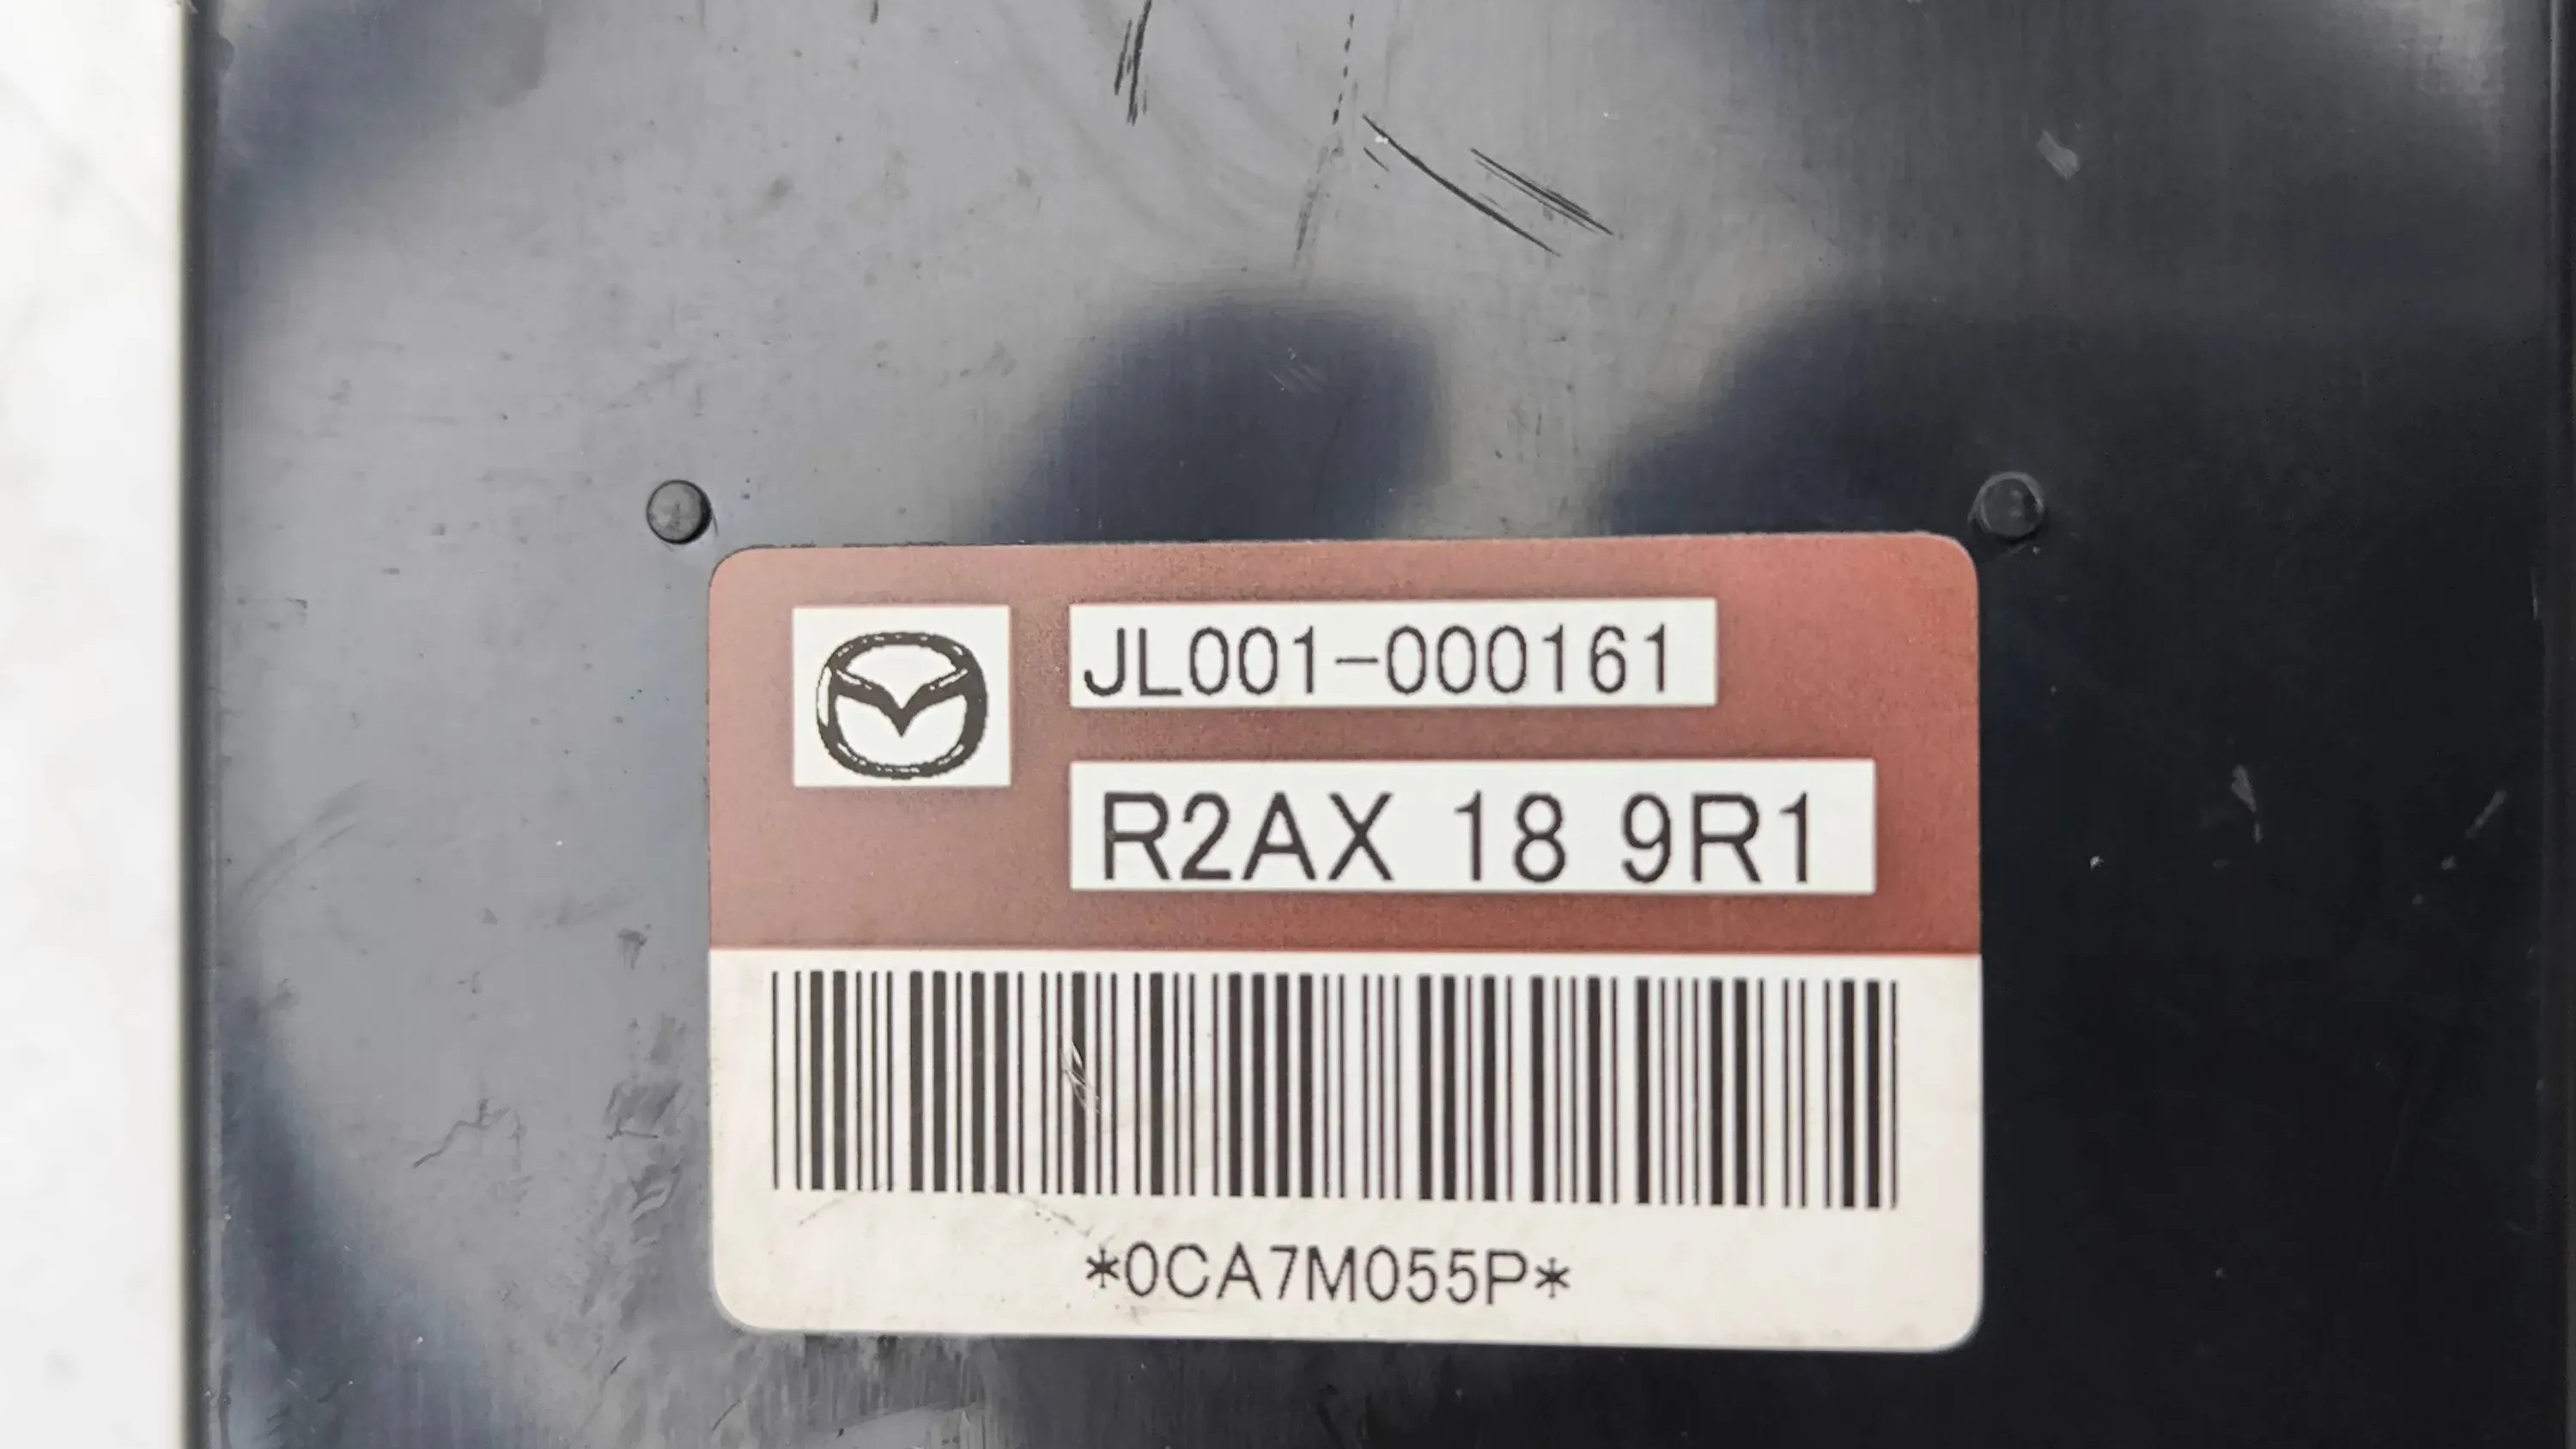 JL001-000161
R2AX 18 9R1
*0CA7M055P*